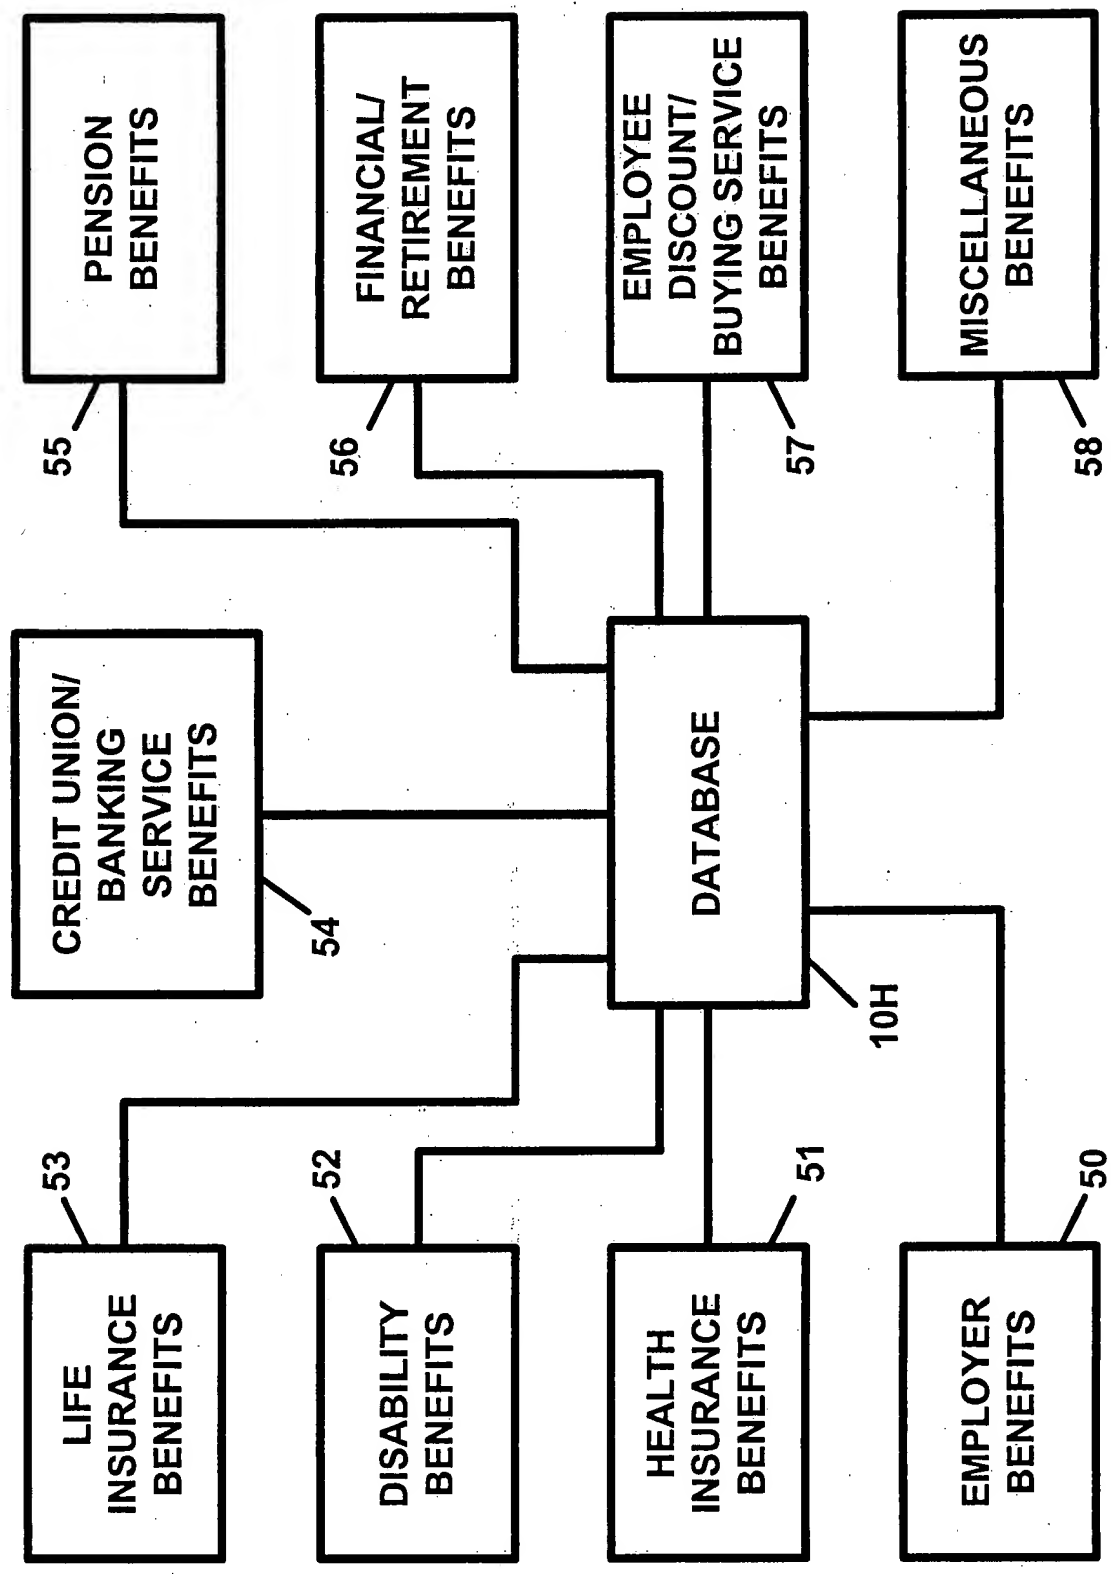 LIFE
INSURANCE
BENEFITS
53
DISABILITY
BENEFITS
52
HEALTH
INSURANCE
BENEFITS
51
EMPLOYER
BENEFITS
50
CREDIT UNION/
BANKING
SERVICE
BENEFITS
54
DATABASE
10H
PENSION
BENEFITS
55
FINANCIAL/
RETIREMENT
BENEFITS
56
EMPLOYEE
DISCOUNT/
BUYING SERVICE
BENEFITS
57
MISCELLANEOUS
BENEFITS
58